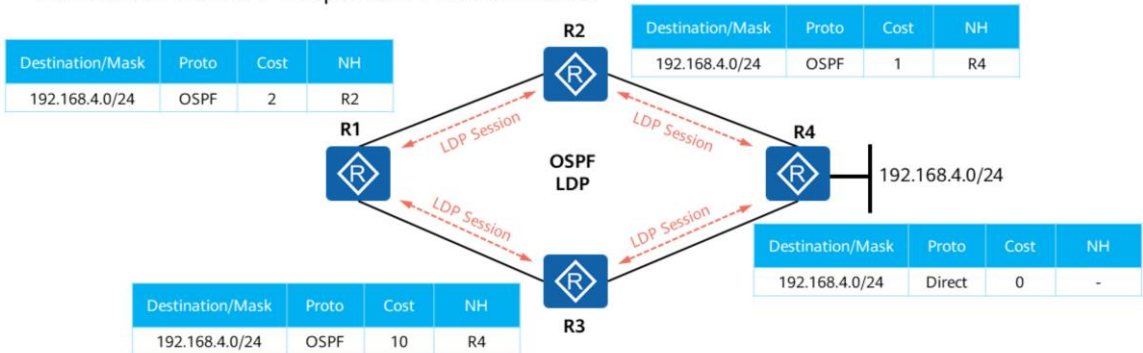 R2
Destination/Mask Proto Cost NH
192.168.4.0/24 OSPF 1 R4
Destination/Mask Proto Cost NH
192.168.4.0/24 OSPF 2 R2
R1
LDP Session
LDP Session
R4
OSPF
LDP
192.168.4.0/24
LDP Session
LDP Session
Destination/Mask Proto Cost NH
192.168.4.0/24 Direct 0 -
Destination/Mask Proto Cost NH
192.168.4.0/24 OSPF 10 R4
R3